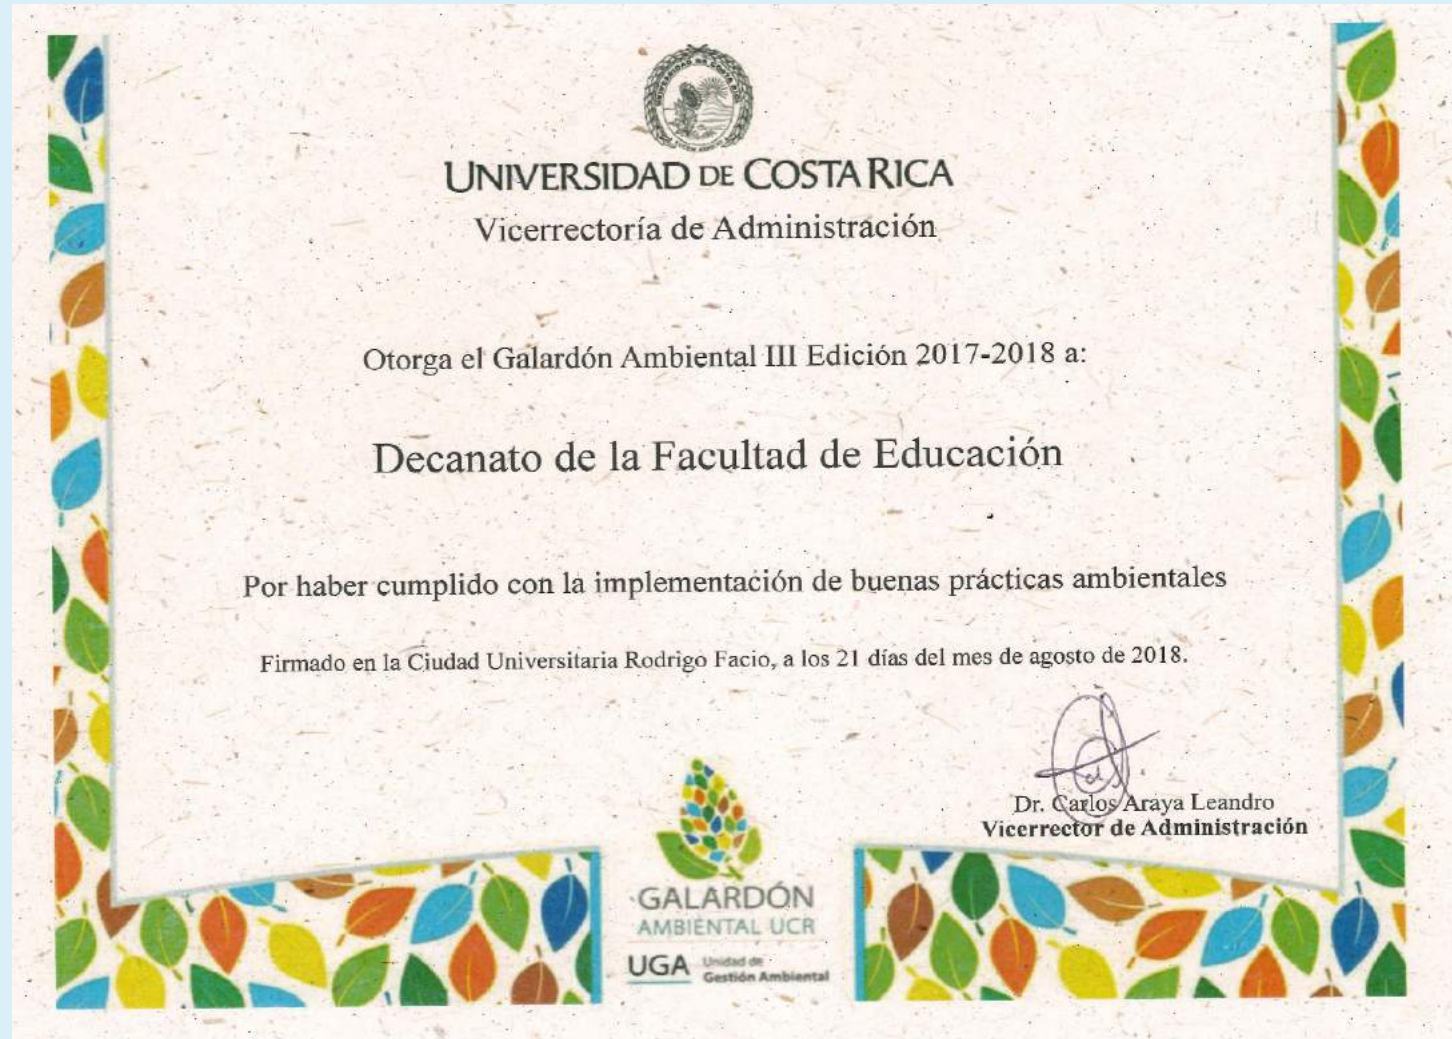 UNIVERSIDAD DE COSTA RICA
Vicerrectoría de Administración
Otorga el Galardón Ambiental III Edición 2017-2018 a:
Decanato de la Facultad de Educación
Por haber cumplido con la implementación de buenas prácticas ambientales
Firmado en la Ciudad Universitaria Rodrigo Facio, a los 21 días del mes de agosto de 2018.
Dr. Carlos Araya Leandro
Vicerrector de Administración
GALARDÓN
AMBIENTAL UCR
UGA Unidad de
Gestión Ambiental